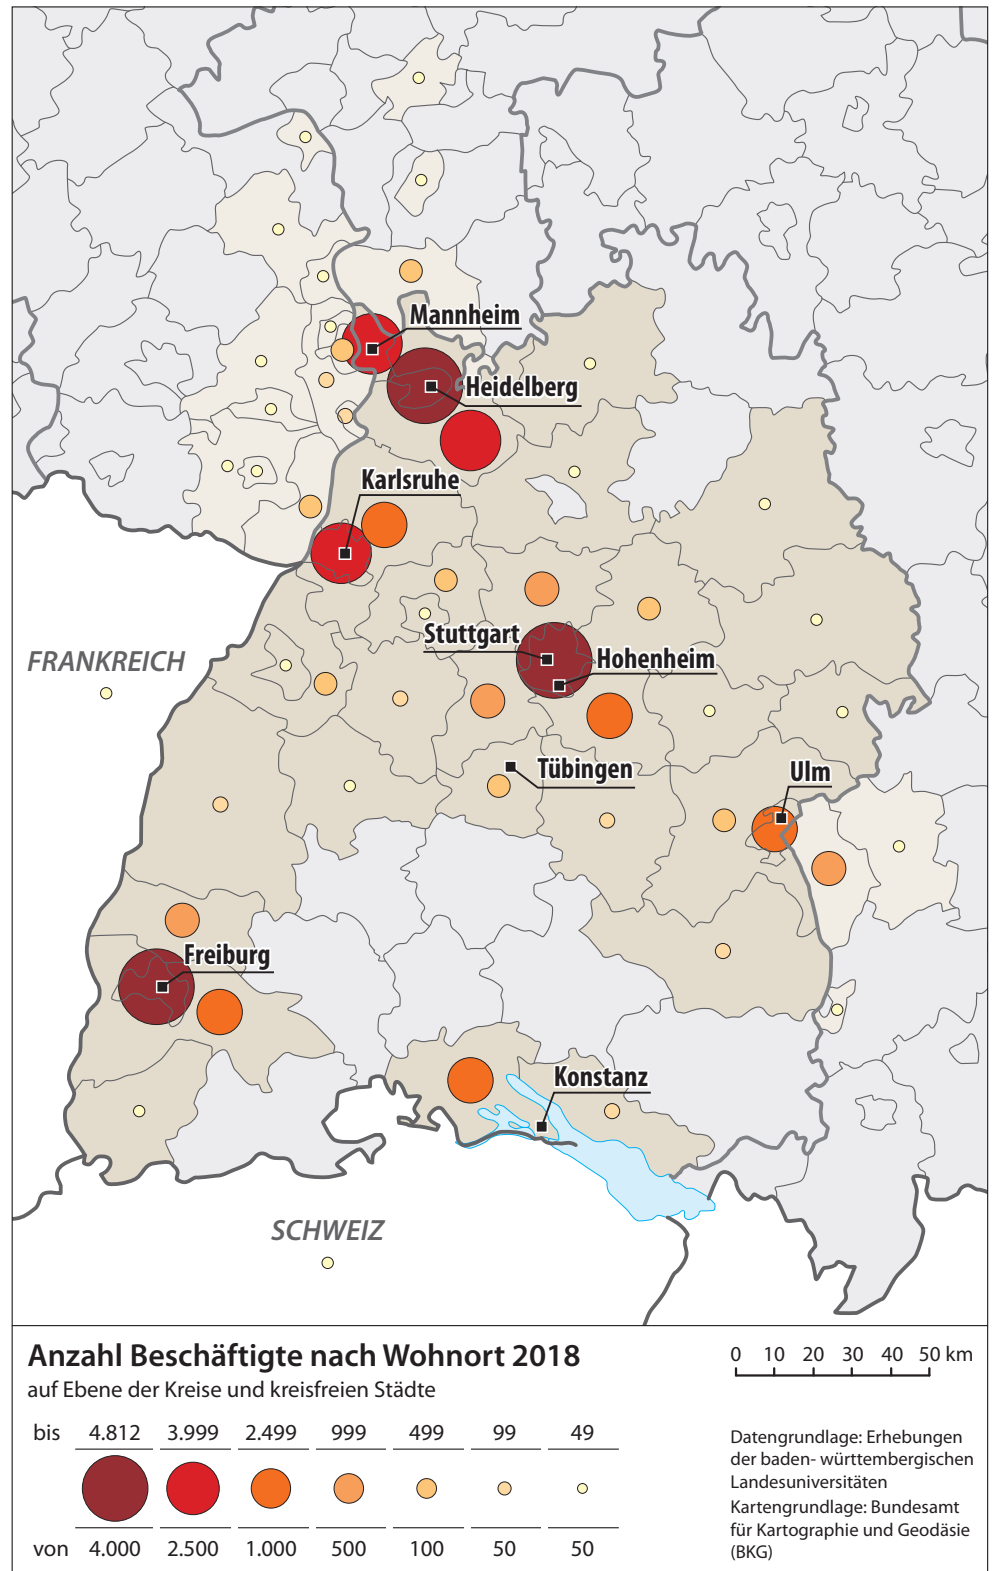 Mannheim
Heidelberg
Karlsruhe
Stuttgart
FRANKREICH
Hohenheim
Tübingen
Ulm
Freiburg
Konstanz
SCHWEIZ
Anzahl Beschäftigte nach Wohnort 2018
auf Ebene der Kreise und kreisfreien Städte
bis 4.812 3.999 2.499 999 499 99 49
von 4.000 2.500 1.000 500 100 50 50
0 10 20 30 40 50 km
Datengrundlage: Erhebungen
der baden- württembergischen
Landesuniversitäten
Kartengrundlage: Bundesamt
für Kartographie und Geodäsie
(BKG)